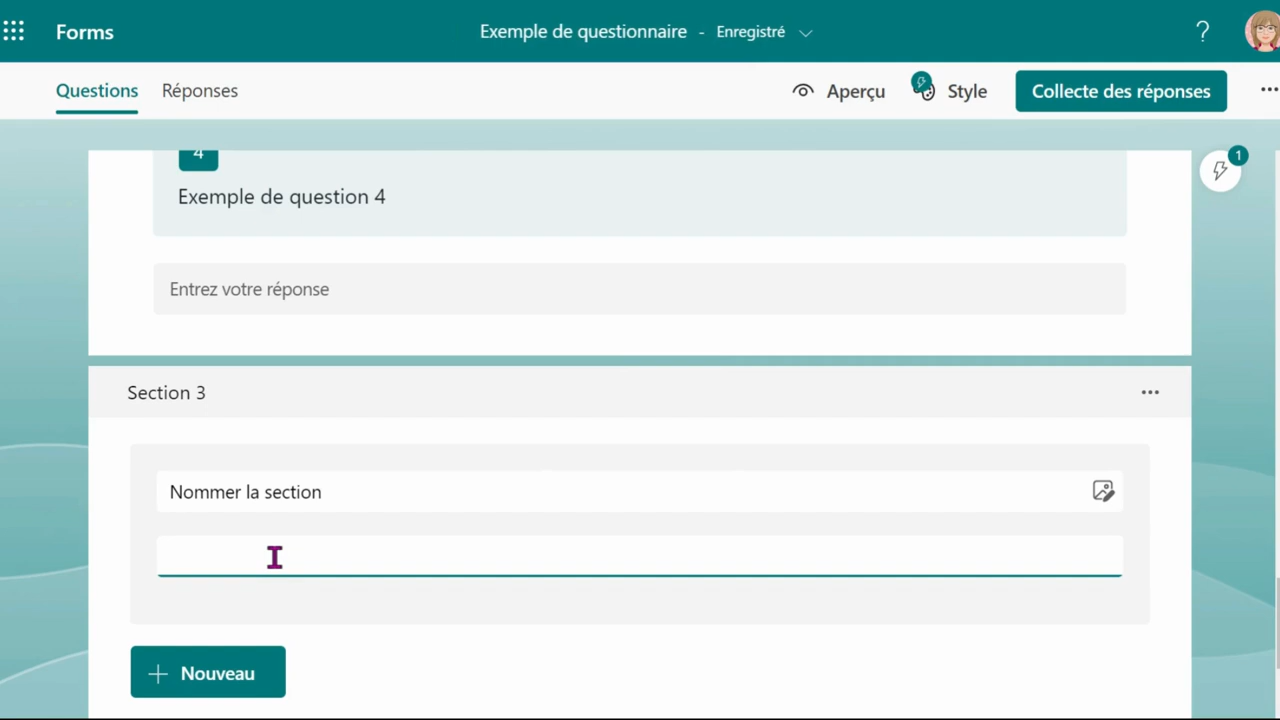 Forms
Exemple de questionnaire - Enregistré
?
Questions
Réponses
Aperçu
Style
Collecte des réponses
1
4
Exemple de question 4
Entrez votre réponse
Section 3
Nommer la section
Nouveau